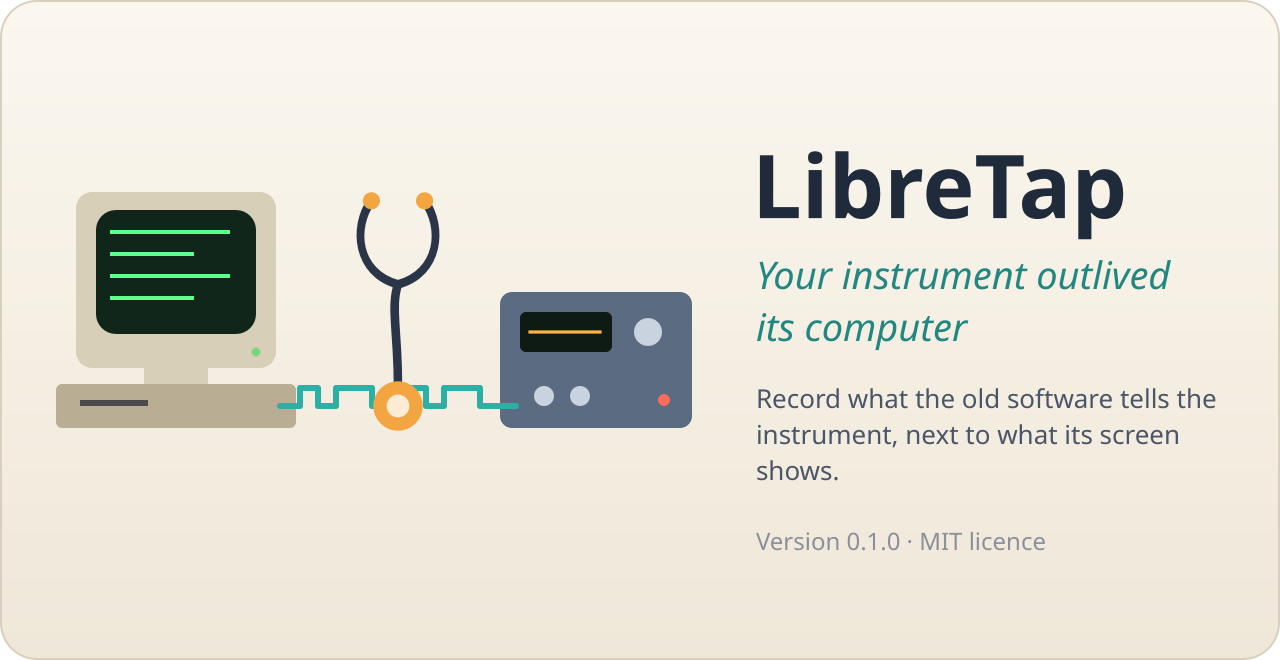 LibreTap
Your instrument outlived
its computer
Record what the old software tells the
instrument, next to what its screen
shows.
Version 0.1.0 · MIT licence